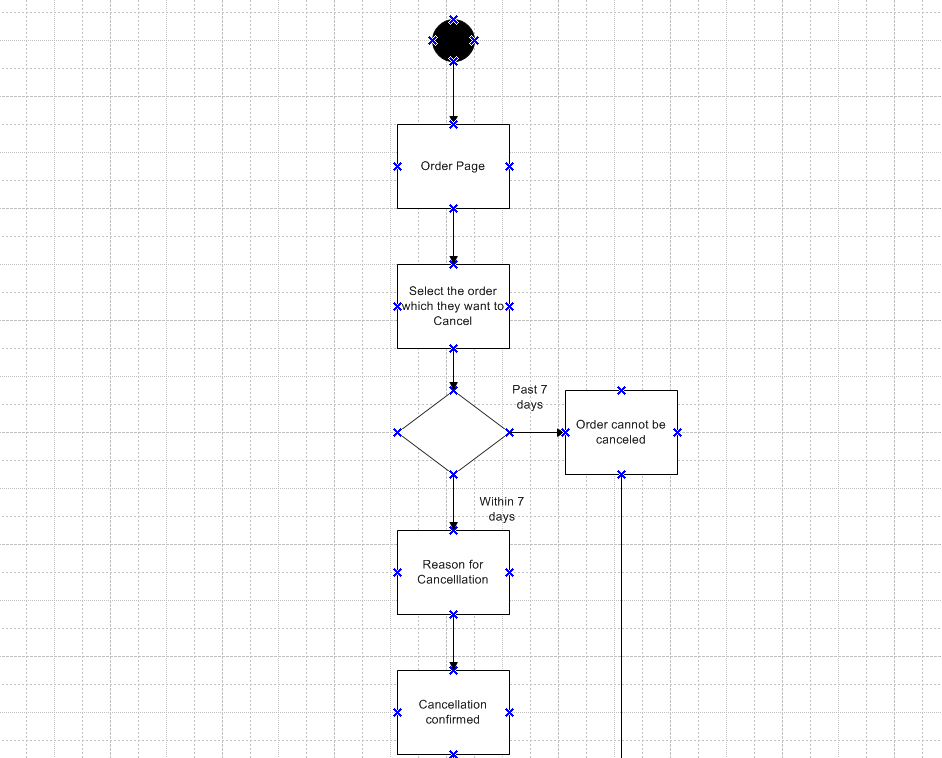 Order Page
Select the order
which they want to
Cancel
Past 7
days
Order cannot be
canceled
Within 7
days
Reason for
Cancelllation
Cancellation
confirmed